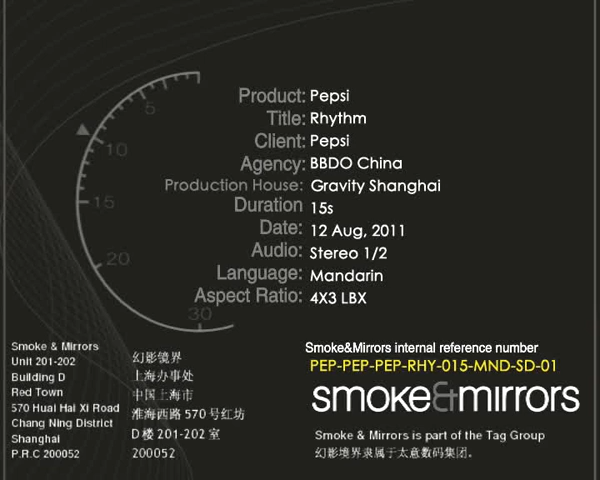 5
10
15
20
30
Product: Pepsi
Title: Rhythm
Client: Pepsi
Agency: BBDO China
Production House: Gravity Shanghai
Duration 15s
Date: 12 Aug, 2011
Audio: Stereo 1/2
Language: Mandarin
Aspect Ratio: 4X3 LBX
Smoke & Mirrors
Unit 201-202
Building D
Red Town
570 Huai Hai Xi Road
Chang Ning District
Shanghai
P.R.C 200052
幻影镜界
上海办事处
中国上海市
淮海西路 570 号红坊
D 楼 201-202 室
200052
Smoke&Mirrors internal reference number
PEP-PEP-PEP-RHY-015-MND-SD-01
smoke&mirrors
Smoke & Mirrors is part of the Tag Group
幻影境界隶属于太意数码集团。